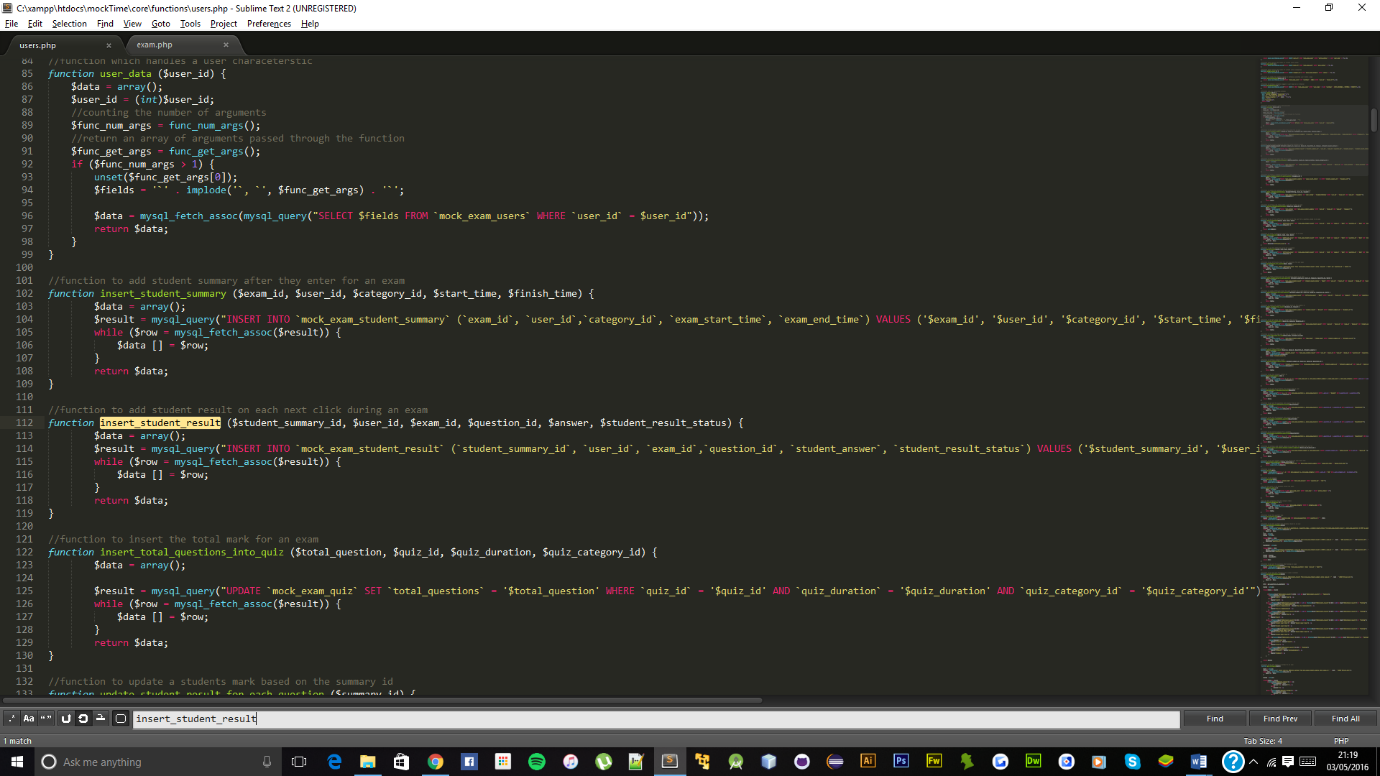 C:\xampp\htdocs\mockTime\core\functions\users.php - Sublime Text 2 (UNREGISTERED)
File Edit Selection Find View Goto Tools Project Preferences Help
users.php × exam.php ×
84 //function which handles a user characeterstic
85 function user_data ($user_id) {
86 $data = array();
87 $user_id = (int)$user_id;
88 //counting the number of arguments
89 $func_num_args = func_num_args();
90 //return an array of arguments passed through the function
91 $func_get_args = func_get_args();
92 if ($func_num_args > 1) {
93 unset($func_get_args[0]);
94 $fields = '`' . implode('`, `', $func_get_args) . '`';
95
96 $data = mysql_fetch_assoc(mysql_query("SELECT $fields FROM `mock_exam_users` WHERE `user_id` = $user_id"));
97 return $data;
98 }
99 }
100
101 //function to add student summary after they enter for an exam
102 function insert_student_summary ($exam_id, $user_id, $category_id, $start_time, $finish_time) {
103 $data = array();
104 $result = mysql_query("INSERT INTO `mock_exam_student_summary` (`exam_id`, `user_id`,`category_id`, `exam_start_time`, `exam_end_time`) VALUES ('$exam_id', '$user_id', '$category_id', '$start_time', '$fi
105 while ($row = mysql_fetch_assoc($result)) {
106 $data [] = $row;
107 }
108 return $data;
109 }
110
111 //function to add student result on each next click during an exam
112 function insert_student_result ($student_summary_id, $user_id, $exam_id, $question_id, $answer, $student_result_status) {
113 $data = array();
114 $result = mysql_query("INSERT INTO `mock_exam_student_result` (`student_summary_id`, `user_id`, `exam_id`,`question_id`, `student_answer`, `student_result_status`) VALUES ('$student_summary_id', '$user_i
115 while ($row = mysql_fetch_assoc($result)) {
116 $data [] = $row;
117 }
118 return $data;
119 }
120
121 //function to insert the total mark for an exam
122 function insert_total_questions_into_quiz ($total_question, $quiz_id, $quiz_duration, $quiz_category_id) {
123 $data = array();
124
125 $result = mysql_query("UPDATE `mock_exam_quiz` SET `total_questions` = '$total_question' WHERE `quiz_id` = '$quiz_id' AND `quiz_duration` = '$quiz_duration' AND `quiz_category_id` = '$quiz_category_id'")
126 while ($row = mysql_fetch_assoc($result)) {
127 $data [] = $row;
128 }
129 return $data;
130 }
131
132 //function to update a students mark based on the summary id
133 function update_student_result_for_each_question ($summary_id) {
.* Aa “” insert_student_result Find Find Prev Find All
1 match Tab Size: 4 PHP
Ask me anything
Ai Ps Fw Dw
21:19
03/05/2016